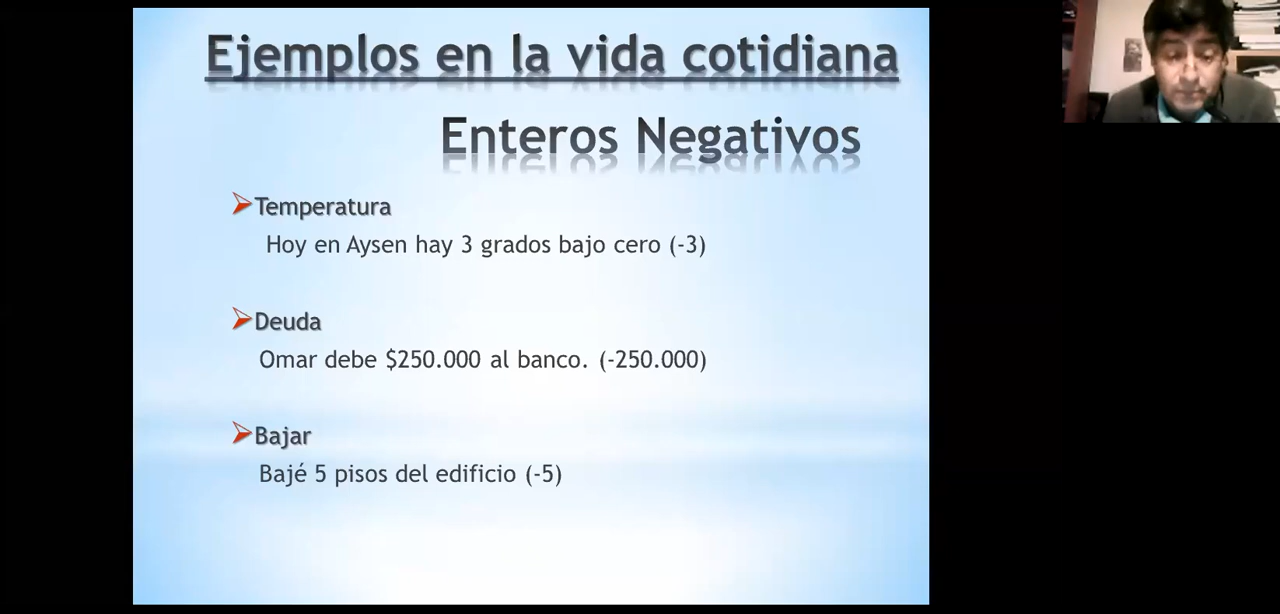 Ejemplos en la vida cotidiana
Enteros Negativos
Temperatura
Hoy en Aysen hay 3 grados bajo cero (-3)
Deuda
Omar debe $250.000 al banco. (-250.000)
Bajar
Bajé 5 pisos del edificio (-5)